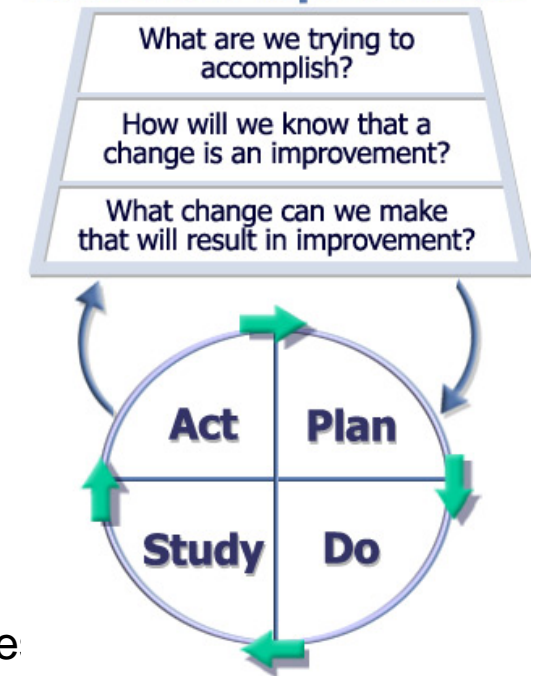 What are we trying to
accomplish?
How will we know that a
change is an improvement?
What change can we make
that will result in improvement?
Act
Plan
Study
Do